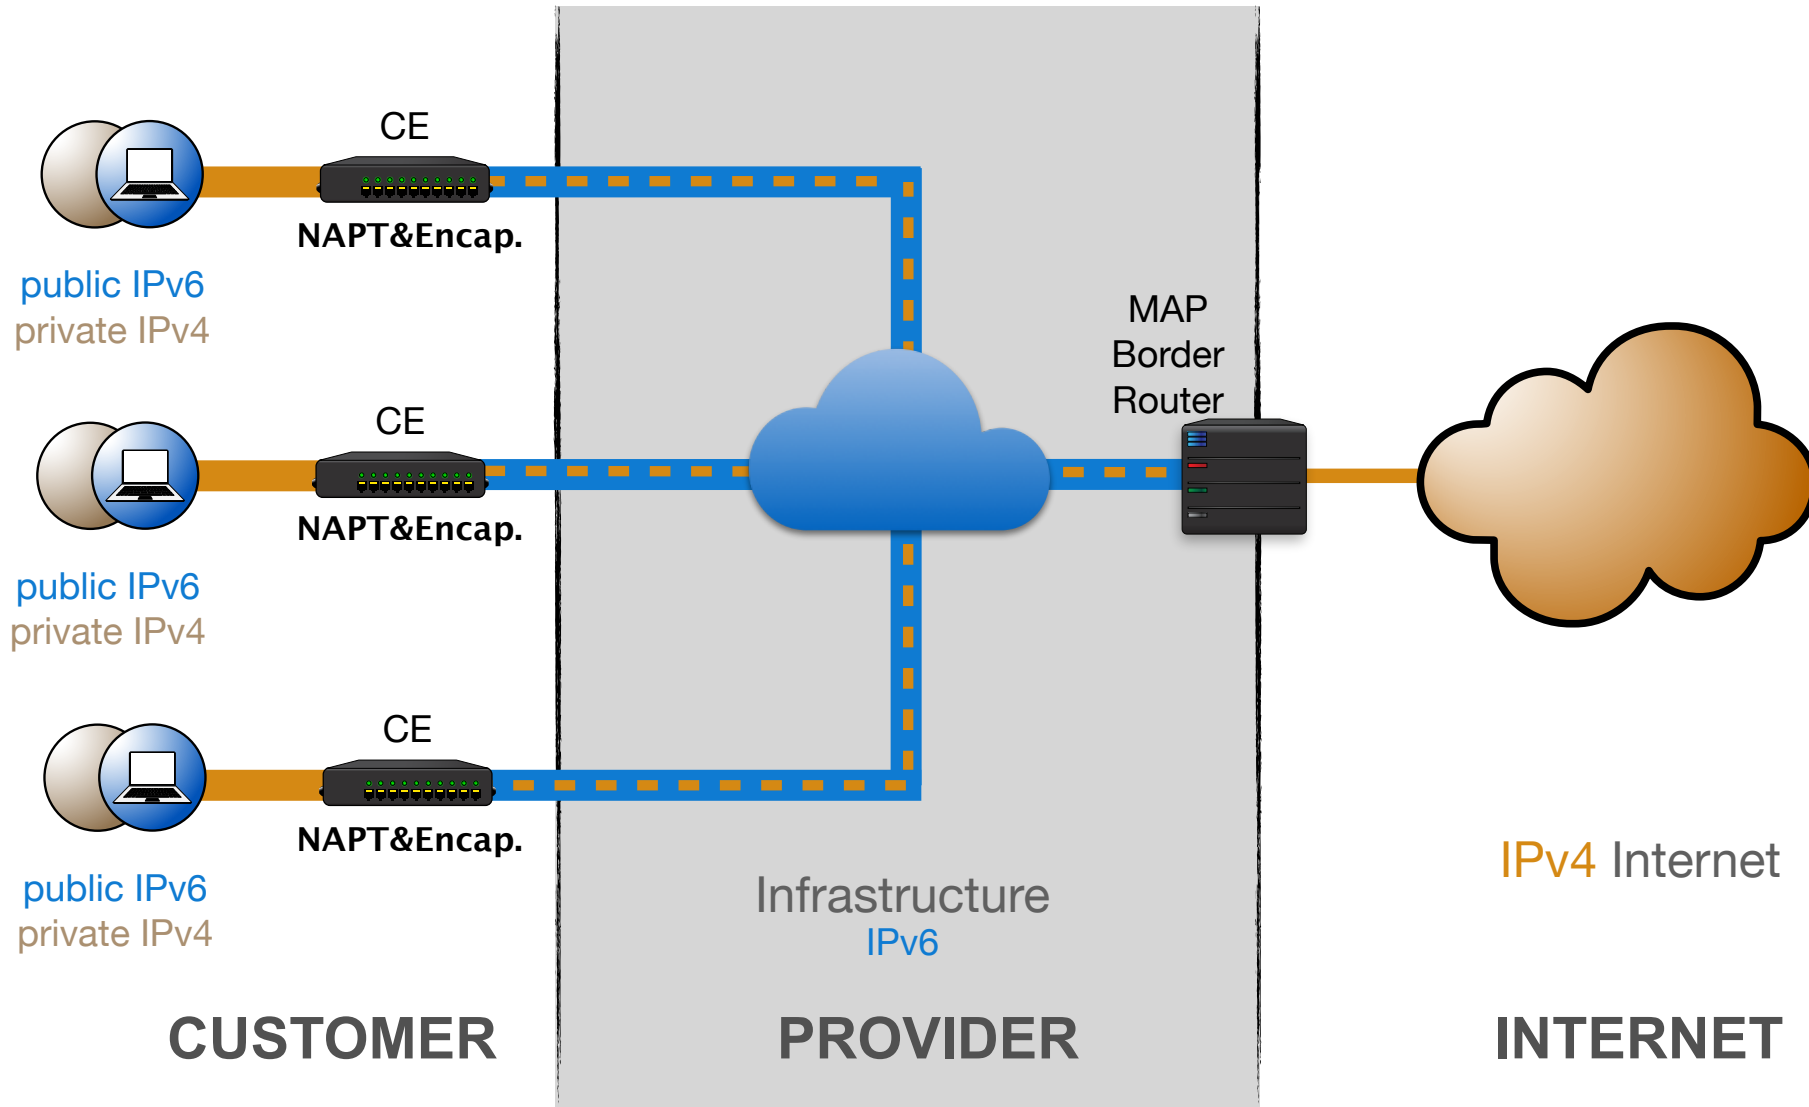 CE
NAPT&Encap.
public IPv6
private IPv4
CE
NAPT&Encap.
public IPv6
private IPv4
CE
NAPT&Encap.
public IPv6
private IPv4
MAP
Border
Router
Infrastructure
IPv6
IPv4 Internet
CUSTOMER
PROVIDER
INTERNET